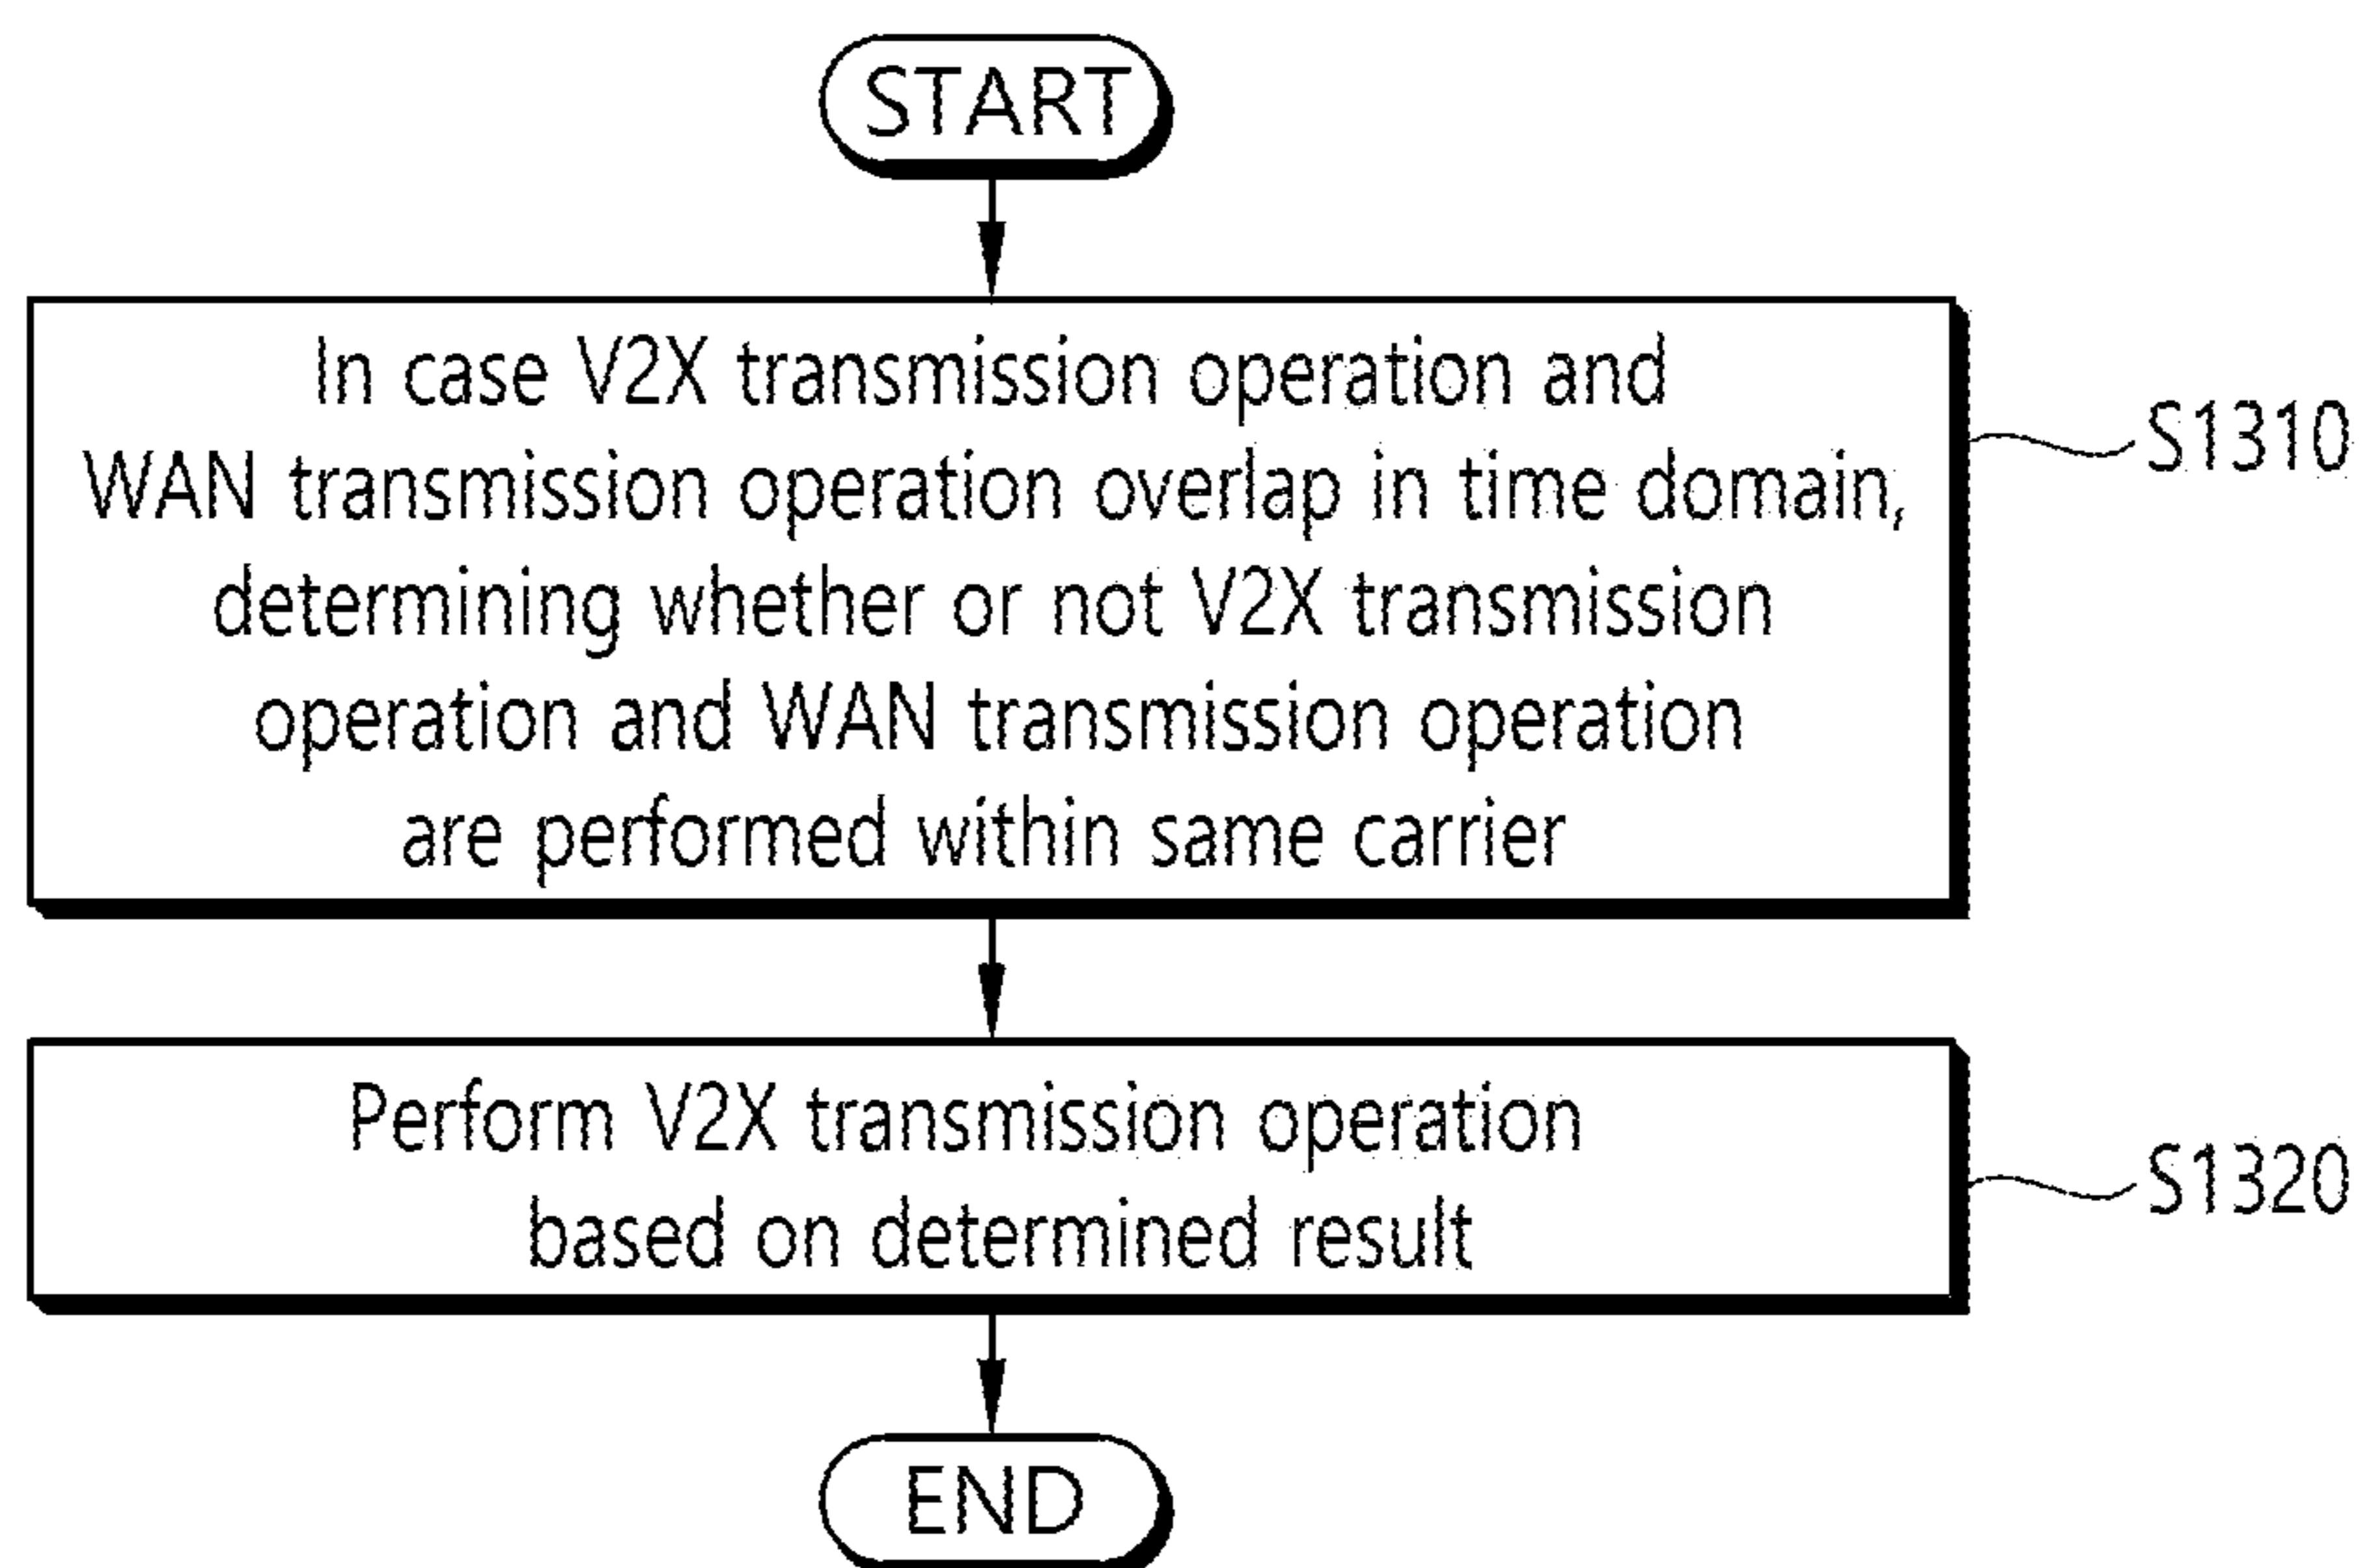 START
In case V2X transmission operation and
WAN transmission operation overlap in time domain,
determining whether or not V2X transmission
operation and WAN transmission operation
are performed within same carrier
S1310
Perform V2X transmission operation
based on determined result
S1320
END